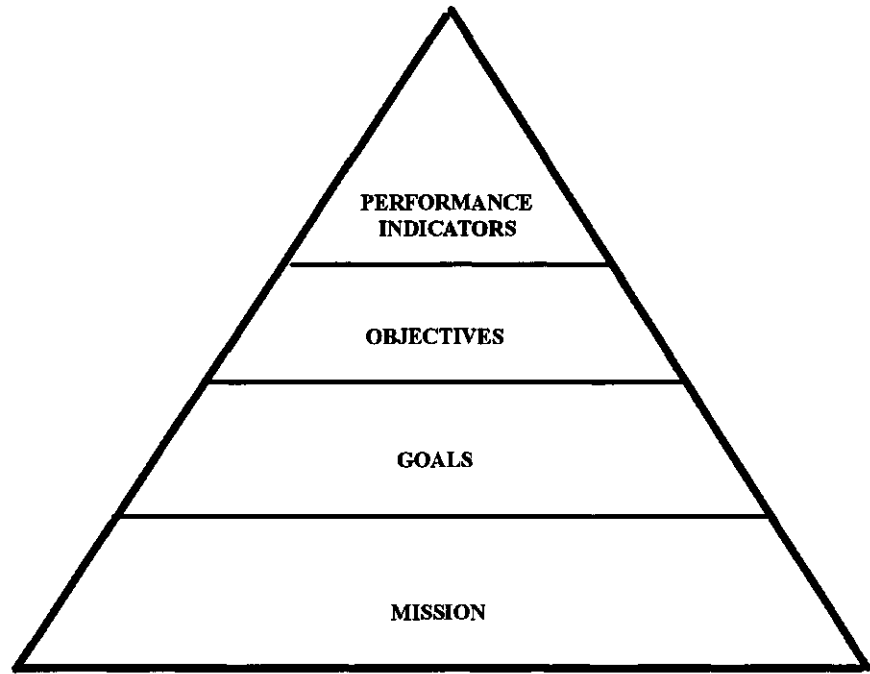 PERFORMANCE
INDICATORS
OBJECTIVES
GOALS
MISSION